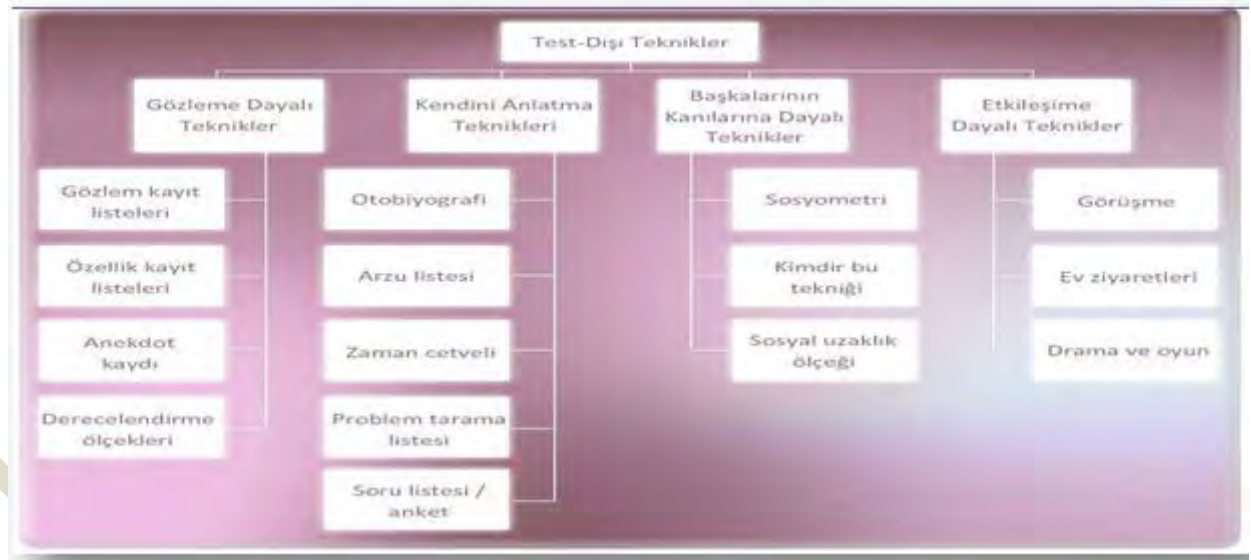 Test-Dışı Teknikler
Gözleme Dayalı
Teknikler
Gözlem kayıt
listeleri
Özellik kayıt
listeleri
Anekdot
kaydı
Derecelendirme
ölçekleri
Kendini Anlatma
Teknikleri
Otobiyografi
Arzu listesi
Zaman cetveli
Problem tarama
listesi
Soru listesi /
anket
Başkalarının
Kanılarına Dayalı
Teknikler
Sosyometri
Kimdir bu
tekniği
Sosyal uzaklık
ölçeği
Etkileşime
Dayalı Teknikler
Görüşme
Ev ziyaretleri
Drama ve oyun